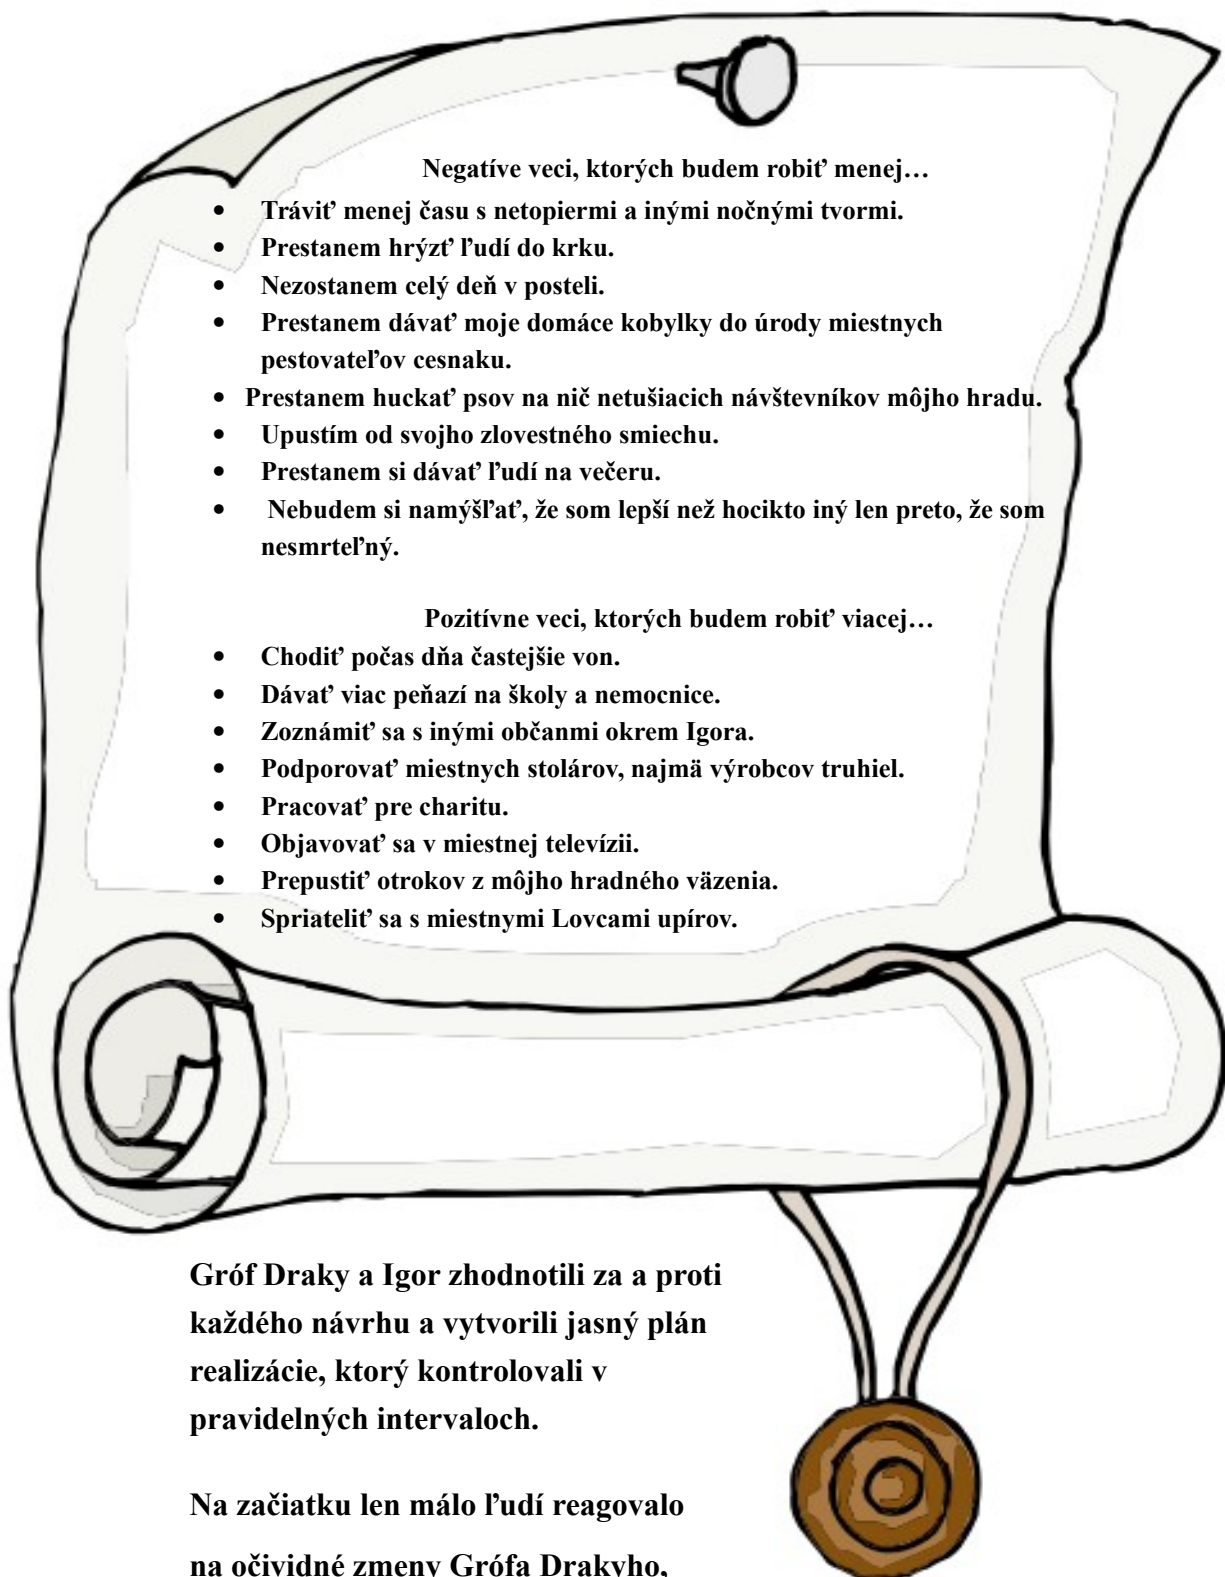 Negatíve veci, ktorých budem robiť menej…
• Tráviť menej času s netopiermi a inými nočnými tvormi.
• Prestanem hrýzť ľudí do krku.
• Nezostanem celý deň v posteli.
• Prestanem dávať moje domáce kobylky do úrody miestnych
pestovateľov cesnaku.
• Prestanem huckať psov na nič netušiacich návštevníkov môjho hradu.
• Upustím od svojho zlovestného smiechu.
• Prestanem si dávať ľudí na večeru.
• Nebudem si namýšľať, že som lepší než hocikto iný len preto, že som
nesmrteľný.
Pozitívne veci, ktorých budem robiť viacej…
• Chodiť počas dňa častejšie von.
• Dávať viac peňazí na školy a nemocnice.
• Zoznámiť sa s inými občanmi okrem Igora.
• Podporovať miestnych stolárov, najmä výrobcov truhiel.
• Pracovať pre charitu.
• Objavovať sa v miestnej televízii.
• Prepustiť otrokov z môjho hradného väzenia.
• Spriateliť sa s miestnymi Lovcami upírov.
Gróf Draky a Igor zhodnotili za a proti
každého návrhu a vytvorili jasný plán
realizácie, ktorý kontrolovali v
pravidelných intervaloch.
Na začiatku len málo ľudí reagovalo
na očividné zmeny Grófa Drakyho,